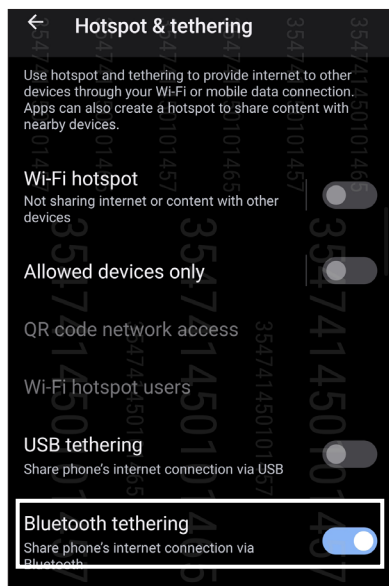 Hotspot & tethering
Use hotspot and tethering to provide internet to other
devices through your Wi-Fi or mobile data connection.
Apps can also create a hotspot to share content with
nearby devices.
Wi-Fi hotspot
Not sharing internet or content with other
devices
Allowed devices only
QR code network access
Wi-Fi hotspot users
USB tethering
Share phone's internet connection via USB
Bluetooth tethering
Share phone's internet connection via
Bluetooth